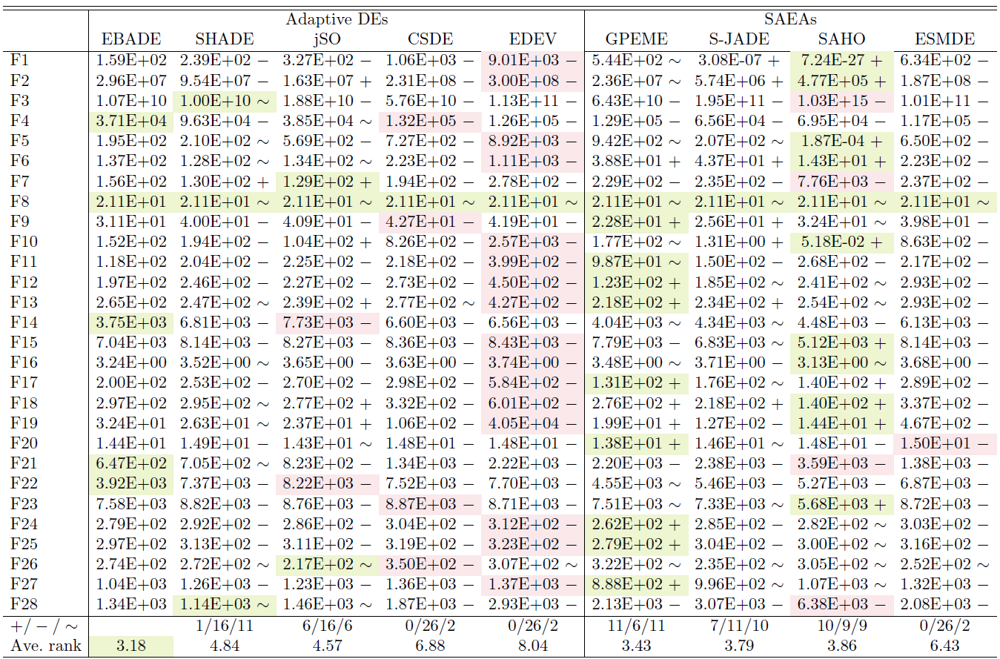 Adaptive DEs SAEAs
EBADE SHADE jSO CSDE EDEV GPEME S-JADE SAHO ESMDE
F1 1.59E+02 2.39E+02 − 3.27E+02 − 1.06E+03 − 9.01E+03 − 5.44E+02 ∼ 3.08E-07 + 7.24E-27 + 6.34E+02 −
F2 2.96E+07 9.54E+07 − 1.63E+07 + 2.31E+08 − 3.00E+08 − 2.36E+07 ∼ 5.74E+06 + 4.77E+05 + 1.87E+08 −
F3 1.07E+10 1.00E+10 ∼ 1.88E+10 − 5.76E+10 − 1.13E+11 − 6.43E+10 − 1.95E+11 − 1.03E+15 − 1.01E+11 −
F4 3.71E+04 9.63E+04 − 3.85E+04 ∼ 1.32E+05 − 1.26E+05 − 1.29E+05 − 6.56E+04 − 6.95E+04 − 1.17E+05 −
F5 1.95E+02 2.10E+02 ∼ 5.69E+02 − 7.27E+02 − 8.92E+03 − 9.42E+02 ∼ 2.07E+02 ∼ 1.87E-04 + 6.50E+02 −
F6 1.37E+02 1.28E+02 ∼ 1.34E+02 ∼ 2.23E+02 − 1.11E+03 − 3.88E+01 + 4.37E+01 + 1.43E+01 + 2.23E+02 −
F7 1.56E+02 1.30E+02 + 1.29E+02 + 1.94E+02 − 2.78E+02 − 2.29E+02 − 2.35E+02 − 7.76E+03 − 2.37E+02 −
F8 2.11E+01 2.11E+01 ∼ 2.11E+01 ∼ 2.11E+01 ∼ 2.11E+01 ∼ 2.11E+01 ∼ 2.11E+01 ∼ 2.11E+01 ∼ 2.11E+01 ∼
F9 3.11E+01 4.00E+01 − 4.09E+01 − 4.27E+01 − 4.19E+01 − 2.28E+01 + 2.56E+01 + 3.24E+01 ∼ 3.98E+01 −
F10 1.52E+02 1.94E+02 − 1.04E+02 + 8.26E+02 − 2.57E+03 − 1.77E+02 ∼ 1.31E+00 + 5.18E-02 + 8.63E+02 −
F11 1.18E+02 2.04E+02 − 2.25E+02 − 2.18E+02 − 3.99E+02 − 9.87E+01 ∼ 1.50E+02 − 2.68E+02 − 2.17E+02 −
F12 1.97E+02 2.46E+02 − 2.27E+02 − 2.73E+02 − 4.50E+02 − 1.23E+02 + 1.85E+02 ∼ 2.41E+02 ∼ 2.93E+02 −
F13 2.65E+02 2.47E+02 ∼ 2.39E+02 + 2.77E+02 ∼ 4.27E+02 − 2.18E+02 + 2.34E+02 + 2.54E+02 ∼ 2.93E+02 −
F14 3.75E+03 6.81E+03 − 7.73E+03 − 6.60E+03 − 6.56E+03 − 4.04E+03 ∼ 4.34E+03 ∼ 4.48E+03 − 6.13E+03 −
F15 7.04E+03 8.14E+03 − 8.27E+03 − 8.36E+03 − 8.43E+03 − 7.79E+03 − 6.83E+03 ∼ 5.12E+03 + 8.14E+03 −
F16 3.24E+00 3.52E+00 ∼ 3.65E+00 − 3.63E+00 − 3.74E+00 − 3.48E+00 ∼ 3.71E+00 − 3.13E+00 ∼ 3.68E+00 −
F17 2.00E+02 2.53E+02 − 2.70E+02 − 2.98E+02 − 5.84E+02 − 1.31E+02 + 1.76E+02 ∼ 1.40E+02 + 2.89E+02 −
F18 2.97E+02 2.95E+02 ∼ 2.77E+02 + 3.32E+02 − 6.01E+02 − 2.76E+02 + 2.18E+02 + 1.40E+02 + 3.37E+02 −
F19 3.24E+01 2.63E+01 ∼ 2.37E+01 + 1.06E+02 − 4.05E+04 − 1.99E+01 + 1.27E+02 − 1.44E+01 + 4.67E+02 −
F20 1.44E+01 1.49E+01 − 1.43E+01 ∼ 1.48E+01 − 1.48E+01 − 1.38E+01 + 1.46E+01 ∼ 1.48E+01 − 1.50E+01 −
F21 6.47E+02 7.05E+02 ∼ 8.23E+02 − 1.34E+03 − 2.22E+03 − 2.20E+03 − 2.38E+03 − 3.59E+03 − 1.38E+03 −
F22 3.92E+03 7.37E+03 − 8.22E+03 − 7.52E+03 − 7.70E+03 − 4.55E+03 ∼ 5.46E+03 − 5.27E+03 − 6.87E+03 −
F23 7.58E+03 8.82E+03 − 8.76E+03 − 8.87E+03 − 8.71E+03 − 7.51E+03 ∼ 7.33E+03 ∼ 5.68E+03 + 8.72E+03 −
F24 2.79E+02 2.92E+02 − 2.86E+02 − 3.04E+02 − 3.12E+02 − 2.62E+02 + 2.85E+02 − 2.82E+02 ∼ 3.03E+02 −
F25 2.97E+02 3.13E+02 − 3.11E+02 − 3.19E+02 − 3.23E+02 − 2.79E+02 + 3.04E+02 − 3.00E+02 ∼ 3.16E+02 −
F26 2.74E+02 2.72E+02 ∼ 2.17E+02 ∼ 3.50E+02 − 3.07E+02 ∼ 3.22E+02 ∼ 2.35E+02 ∼ 3.05E+02 ∼ 2.52E+02 ∼
F27 1.04E+03 1.26E+03 − 1.23E+03 − 1.36E+03 − 1.37E+03 − 8.88E+02 + 9.96E+02 ∼ 1.07E+03 ∼ 1.32E+03 −
F28 1.34E+03 1.14E+03 ∼ 1.46E+03 ∼ 1.87E+03 − 2.93E+03 − 2.13E+03 − 3.07E+03 − 6.38E+03 − 2.08E+03 −
+/ − / ∼ 1/16/11 6/16/6 0/26/2 0/26/2 11/6/11 7/11/10 10/9/9 0/26/2
Ave. rank 3.18 4.84 4.57 6.88 8.04 3.43 3.79 3.86 6.43